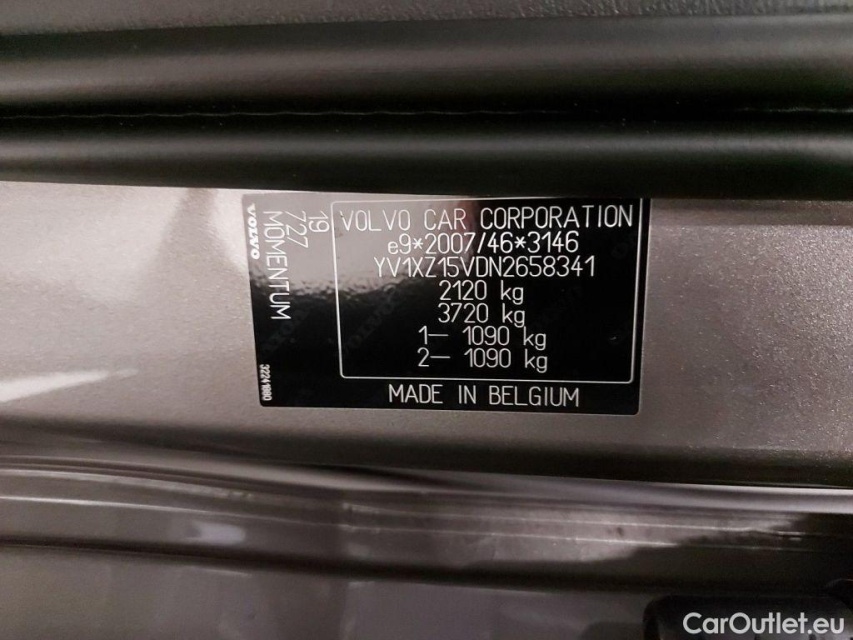 VOLVO
19
727
MOMENTUM
32241980
VOLVO CAR CORPORATION
e9*2007/46*3146
YV1XZ15VDN2658341
2120 kg
3720 kg
1– 1090 kg
2– 1090 kg
MADE IN BELGIUM
CarOutlet.eu